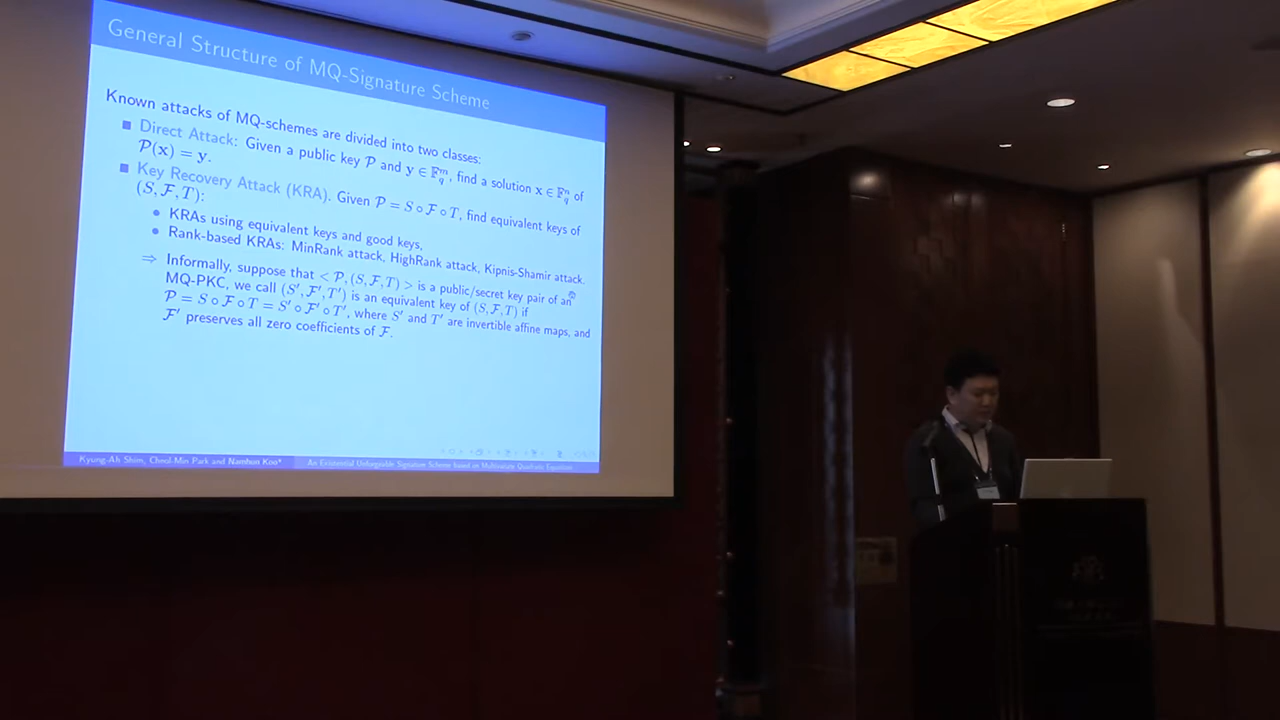 General Structure of MQ-Signature Scheme
Known attacks of MQ-schemes are divided into two classes:
■ Direct Attack: Given a public key 𝒫 and y ∈ 𝔽_q^m, find a solution x ∈ 𝔽_q^n of
𝒫(x) = y.
■ Key Recovery Attack (KRA). Given 𝒫 = S ∘ ℱ ∘ T, find equivalent keys of
(S, ℱ, T):
• KRAs using equivalent keys and good keys,
• Rank-based KRAs: MinRank attack, HighRank attack, Kipnis-Shamir attack.
⇒ Informally, suppose that < 𝒫, (S, ℱ, T) > is a public/secret key pair of an
MQ-PKC, we call (S′, ℱ′, T′) is an equivalent key of (S, ℱ, T) if
𝒫 = S ∘ ℱ ∘ T = S′ ∘ ℱ′ ∘ T′, where S′ and T′ are invertible affine maps, and
ℱ′ preserves all zero coefficients of ℱ.
Kyung-Ah Shim, Cheol-Min Park and Namhun Koo* An Existential Unforgeable Signature Scheme based on Multivariate Quadratic Equations